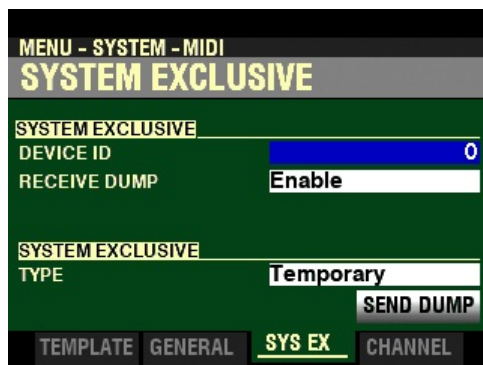 MENU - SYSTEM - MIDI
SYSTEM EXCLUSIVE
SYSTEM EXCLUSIVE
DEVICE ID 0
RECEIVE DUMP Enable
SYSTEM EXCLUSIVE
TYPE Temporary
SEND DUMP
TEMPLATE GENERAL SYS EX CHANNEL